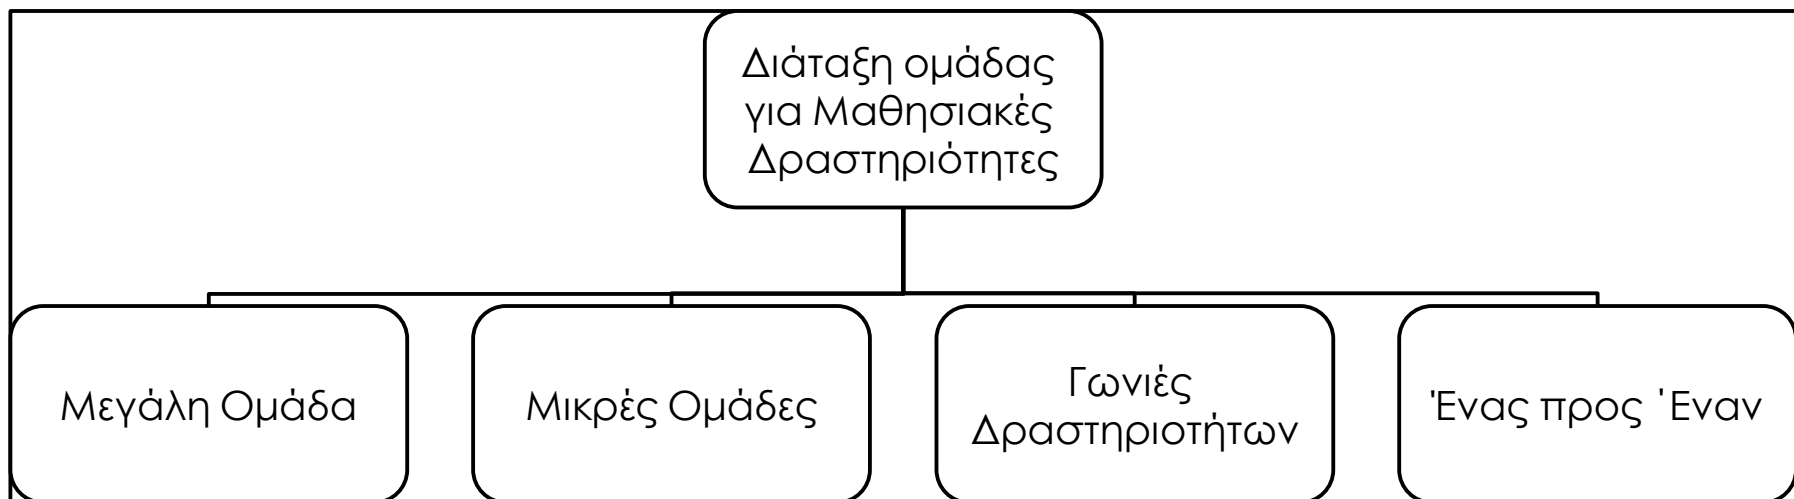 Διάταξη ομάδας
για Μαθησιακές
Δραστηριότητες
Μεγάλη Ομάδα
Μικρές Ομάδες
Γωνιές
Δραστηριοτήτων
Ένας προς ΄Εναν